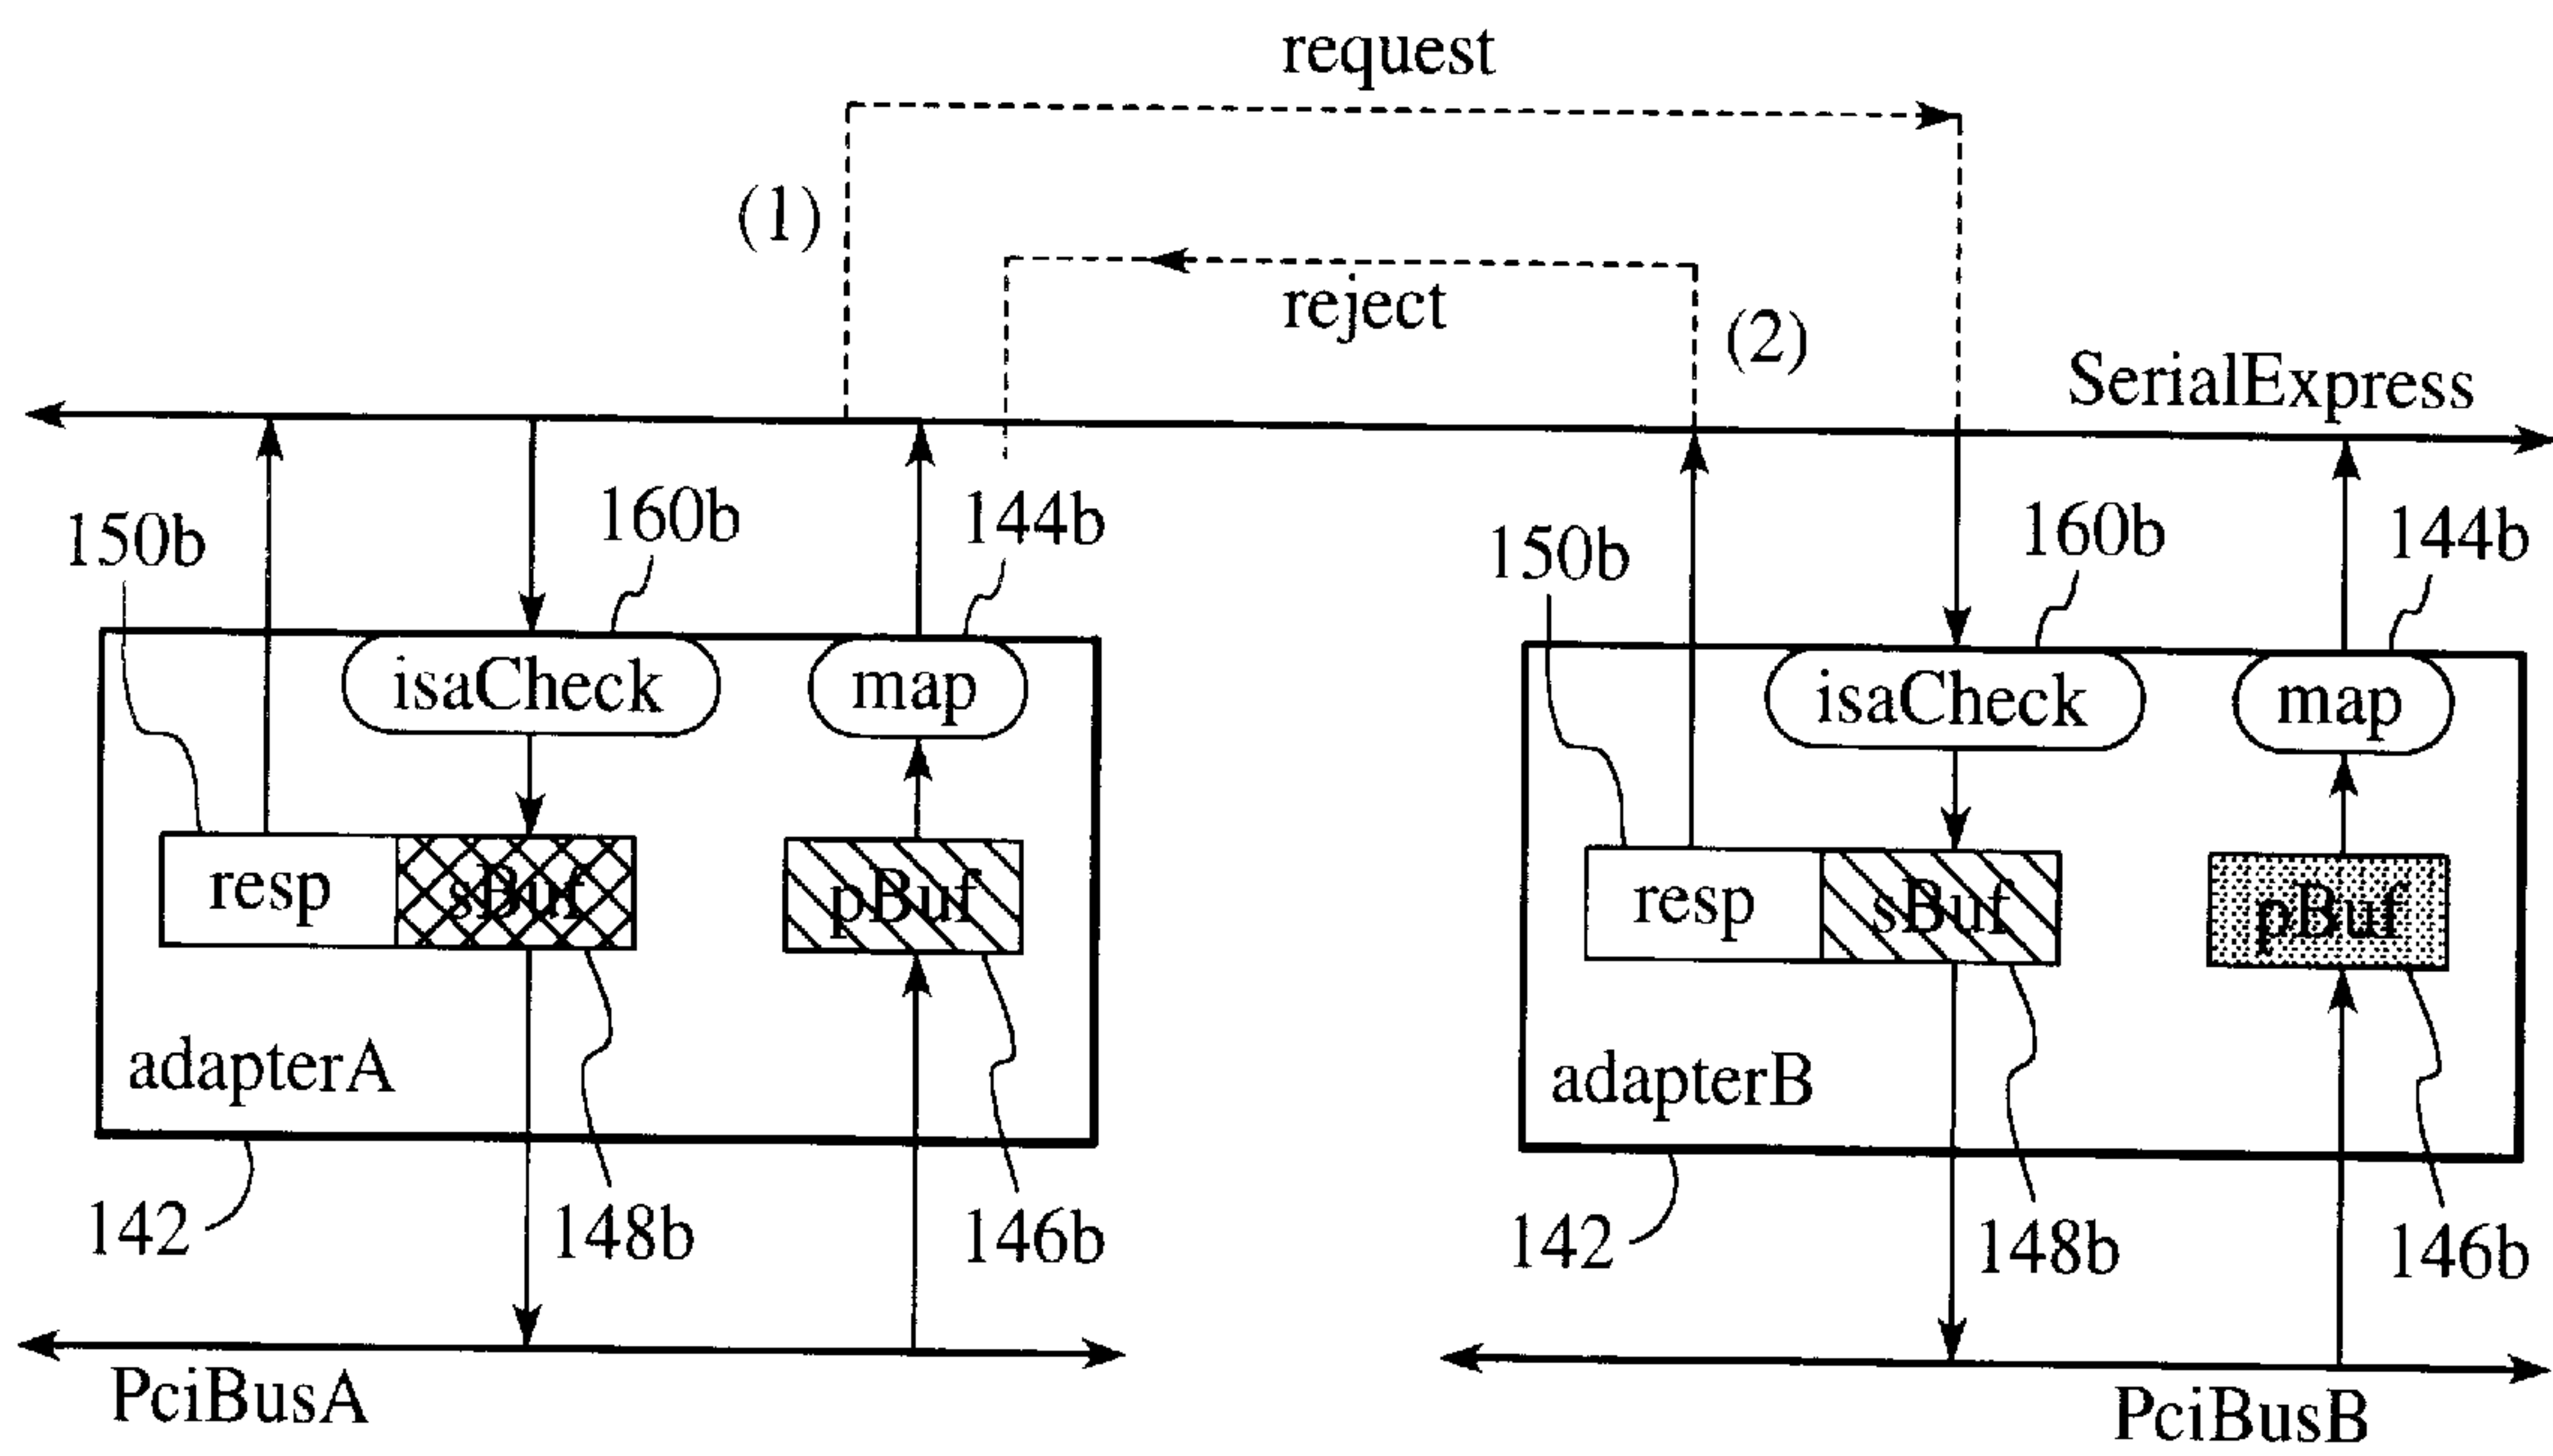 request
(1)
reject
(2)
SerialExpress
150b
160b
144b
150b
160b
144b
isaCheck
map
isaCheck
map
resp
sBuf
pBuf
resp
sBuf
pBuf
adapterA
adapterB
142
148b
146b
142
148b
146b
PciBusA
PciBusB